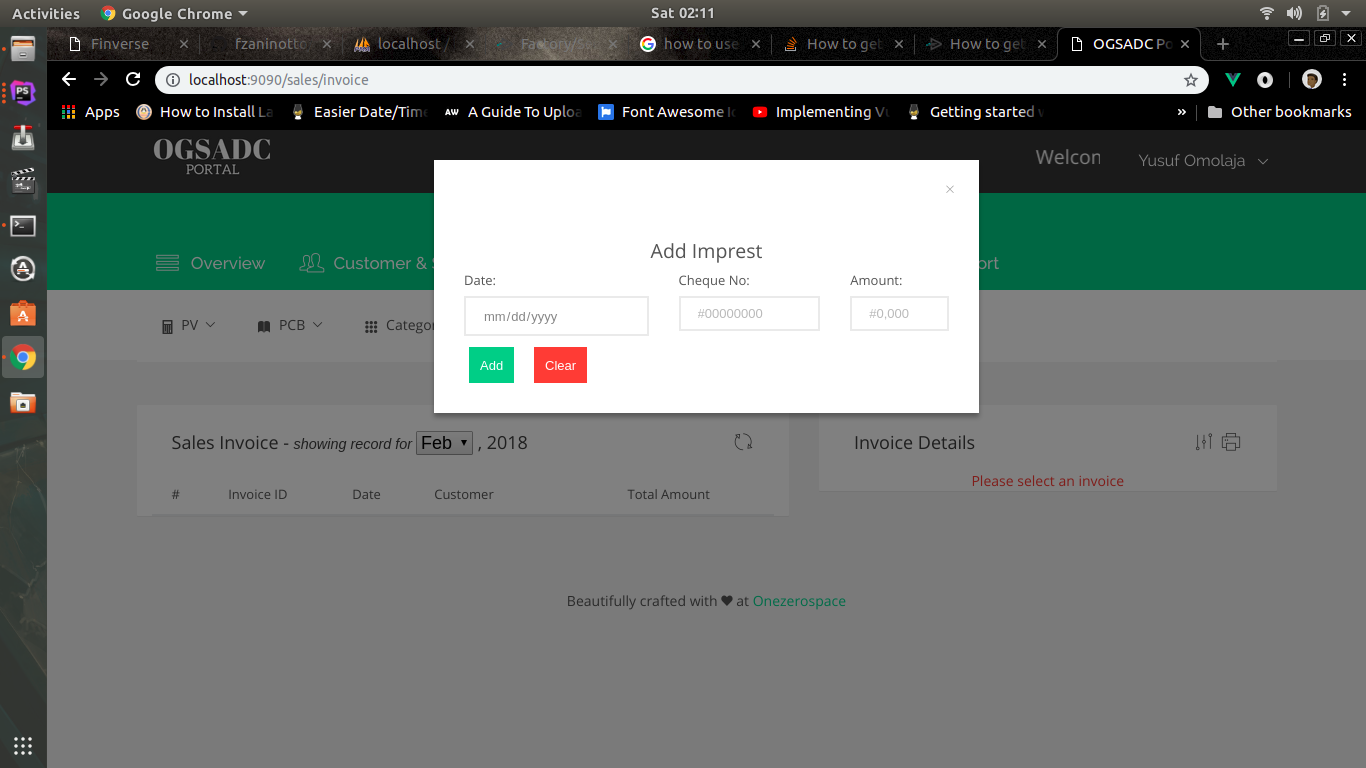 Activities Google Chrome Sat 02:11
Finverse fzaninotto localhost / Factory/S how to use How to get How to get OGSADC Po
localhost:9090/sales/invoice
Apps How to Install La Easier Date/Time AW A Guide To Uploa Font Awesome Ic Implementing Vu Getting started w » Other bookmarks
OGSADC
PORTAL
Welcom Yusuf Omolaja
×
Overview Customer & S ort
Add Imprest
Date: Cheque No: Amount:
mm/dd/yyyy #00000000 #0,000
PV PCB Categor
Add Clear
Sales Invoice - showing record for Feb , 2018
Invoice Details
Please select an invoice
# Invoice ID Date Customer Total Amount
Beautifully crafted with ♥ at Onezerospace